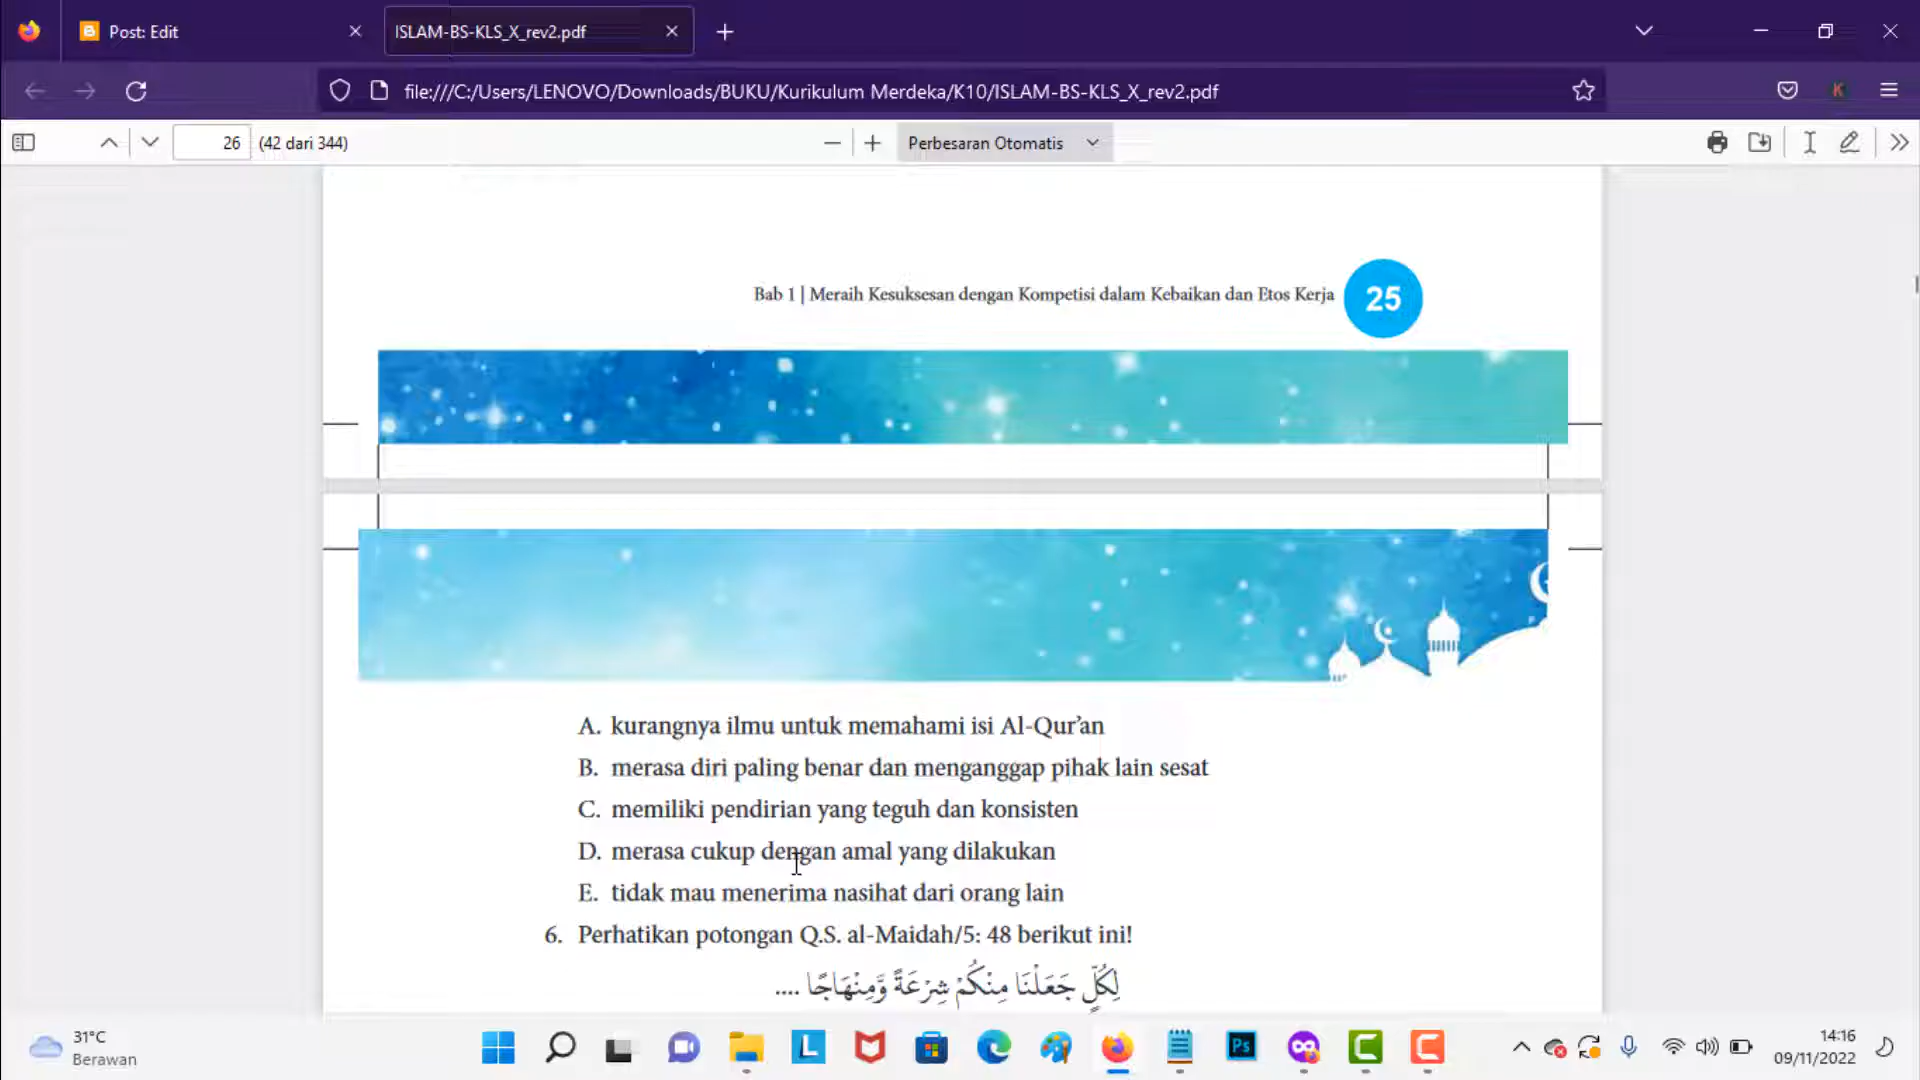 Post: Edit
ISLAM-BS-KLS_X_rev2.pdf
file:///C:/Users/LENOVO/Downloads/BUKU/Kurikulum Merdeka/K10/ISLAM-BS-KLS_X_rev2.pdf
K
26 (42 dari 344)
Perbesaran Otomatis
Bab 1 | Meraih Kesuksesan dengan Kompetisi dalam Kebaikan dan Etos Kerja 25
A. kurangnya ilmu untuk memahami isi Al-Qur’an
B. merasa diri paling benar dan menganggap pihak lain sesat
C. memiliki pendirian yang teguh dan konsisten
D. merasa cukup dengan amal yang dilakukan
E. tidak mau menerima nasihat dari orang lain
6. Perhatikan potongan Q.S. al-Maidah/5: 48 berikut ini!
لِكُلٍّ جَعَلْنَا مِنْكُمْ شِرْعَةً وَّمِنْهَاجًا ....
31°C
Berawan
L
Ps
C
C
14:16
09/11/2022